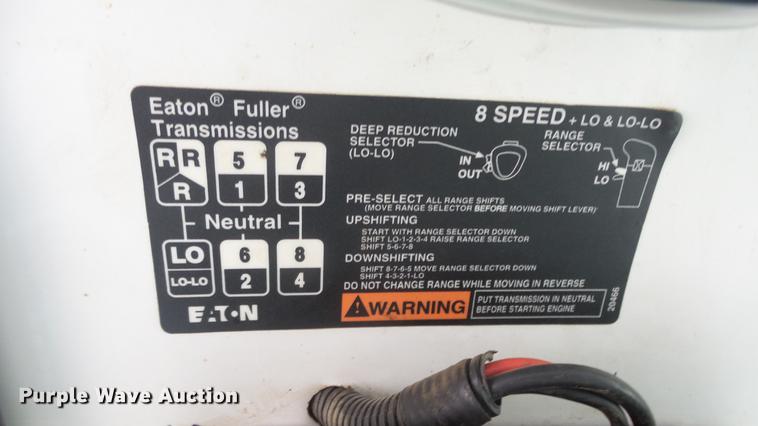 Eaton® Fuller®
Transmissions
8 SPEED + LO & LO-LO
DEEP REDUCTION
SELECTOR
(LO-LO)
IN
OUT
RANGE
SELECTOR
HI
LO
R R 5 7
R 1 3
Neutral
LO 6 8
LO-LO 2 4
EATON
PRE-SELECT ALL RANGE SHIFTS
(MOVE RANGE SELECTOR BEFORE MOVING SHIFT LEVER)
UPSHIFTING
START WITH RANGE SELECTOR DOWN
SHIFT LO-1-2-3-4 RAISE RANGE SELECTOR
SHIFT 5-6-7-8
DOWNSHIFTING
SHIFT 8-7-6-5 MOVE RANGE SELECTOR DOWN
SHIFT 4-3-2-1-LO
DO NOT CHANGE RANGE WHILE MOVING IN REVERSE
WARNING
PUT TRANSMISSION IN NEUTRAL
BEFORE STARTING ENGINE
20466
Purple Wave Auction
Purple Wave Auction